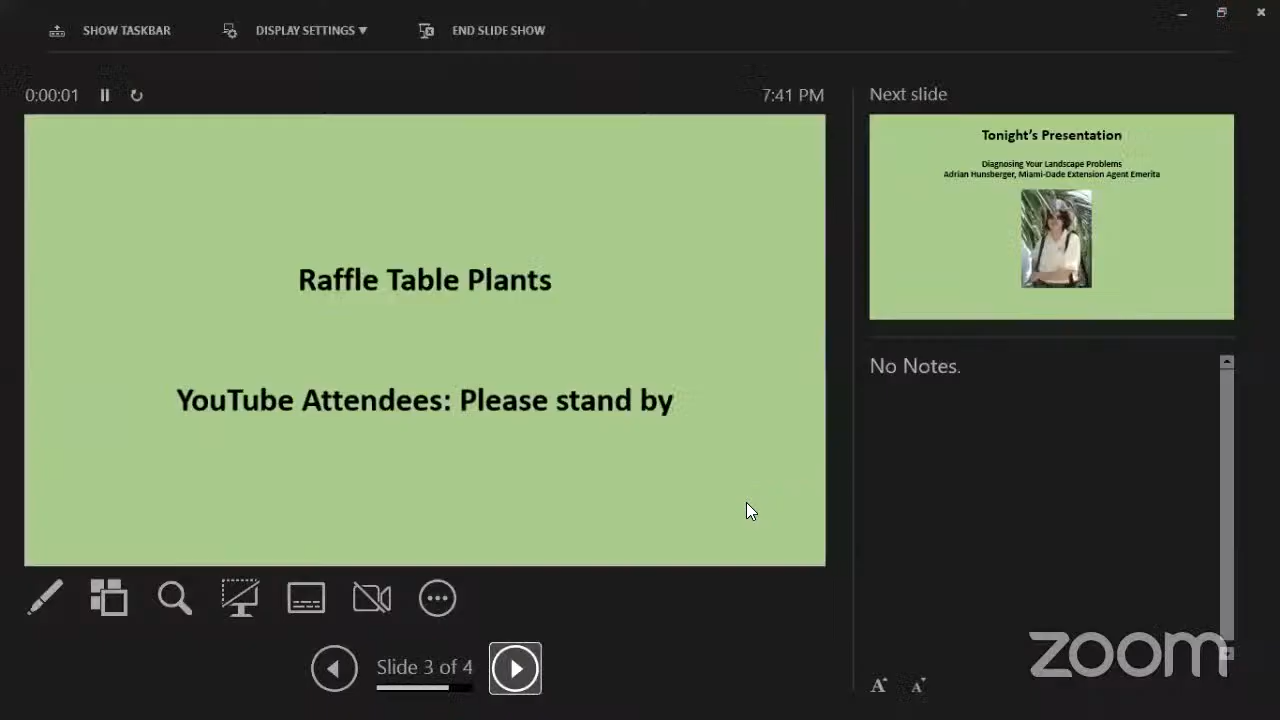 SHOW TASKBAR
DISPLAY SETTINGS ▼
END SLIDE SHOW
0:00:01
7:41 PM
Raffle Table Plants
YouTube Attendees: Please stand by
Slide 3 of 4
Next slide
Tonight's Presentation
Diagnosing Your Landscape Problems
Adrian Hunsberger, Miami-Dade Extension Agent Emerita
No Notes.
A A
zoom